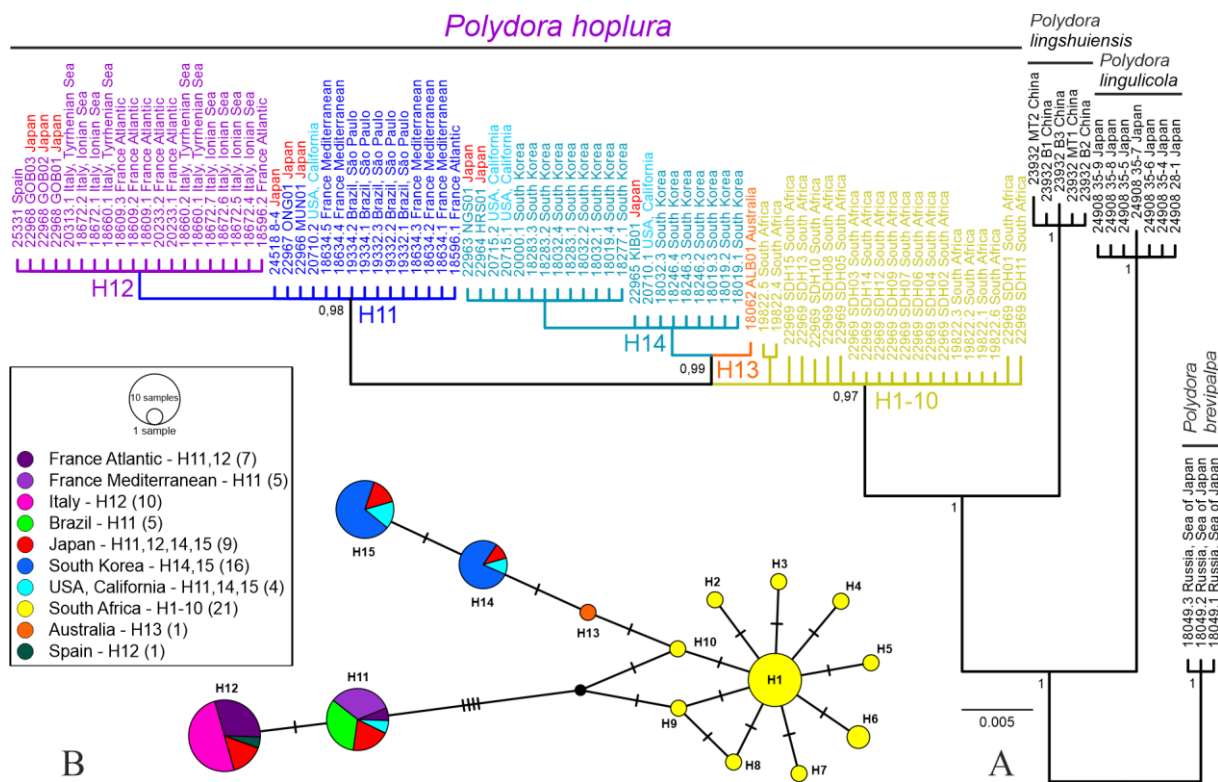 Polydora hoplura
Polydora
lingshuiensis
Polydora
lingulicola
Polydora
brevipalpa
25331 Spain
22968 GOB03 Japan
22968 GOB02 Japan
22968 GOB01 Japan
20313.1 Italy, Tyrrhenian Sea
18672.2 Italy, Ionian Sea
18672.1 Italy, Ionian Sea
18660.1 Italy, Tyrrhenian Sea
18609.3 France Atlantic
18609.2 France Atlantic
18609.1 France Atlantic
20233.2 France Atlantic
20233.1 France Atlantic
18660.2 Italy, Tyrrhenian Sea
18660.1 Italy, Tyrrhenian Sea
18672.7 Italy, Ionian Sea
18672.6 Italy, Ionian Sea
18672.5 Italy, Ionian Sea
18672.4 Italy, Ionian Sea
18596.2 France Atlantic
24518 8-4 Japan
22967 ONG01 Japan
22966 MUN01 Japan
20710.2 USA, California
18634.5 France Mediterranean
18634.4 France Mediterranean
19334.2 Brazil, São Paulo
19334.1 Brazil, São Paulo
19332.3 Brazil, São Paulo
19332.2 Brazil, São Paulo
19332.1 Brazil, São Paulo
18634.3 France Mediterranean
18634.2 France Mediterranean
18634.1 France Mediterranean
18596.1 France Atlantic
22963 NGS01 Japan
22964 HRS01 Japan
20715.2 USA, California
20715.1 USA, California
20000.1 South Korea
18030.3 South Korea
18283.2 South Korea
18032.4 South Korea
18283.1 South Korea
18032.1 South Korea
18019.4 South Korea
18277.1 South Korea
22965 KIB01 Japan
20710.1 USA, California
18032.3 South Korea
18246.4 South Korea
18246.3 South Korea
18246.2 South Korea
18019.3 South Korea
18019.2 South Korea
18019.1 South Korea
18062 ALB01 Australia
19822.5 South Africa
19822.4 South Africa
22969 SDH15 South Africa
22969 SDH13 South Africa
22969 SDH10 South Africa
22969 SDH08 South Africa
22969 SDH05 South Africa
22969 SDH03 South Africa
22969 SDH14 South Africa
22969 SDH12 South Africa
22969 SDH09 South Africa
22969 SDH07 South Africa
22969 SDH06 South Africa
22969 SDH04 South Africa
22969 SDH02 South Africa
19822.3 South Africa
19822.2 South Africa
19822.1 South Africa
19822.6 South Africa
22969 SDH01 South Africa
22969 SDH11 South Africa
23932 MT2 China
23932 B1 China
23932 B3 China
23932 MT1 China
23932 B2 China
24908 35-9 Japan
24908 35-8 Japan
24908 35-5 Japan
24908 35-7 Japan
24908 35-6 Japan
24908 35-4 Japan
24908 28-1 Japan
18049.3 Russia, Sea of Japan
18049.2 Russia, Sea of Japan
18049.1 Russia, Sea of Japan
H12
H11
H14
H13
H1-10
0,98
0,99
0,97
1
1
1
1
1
0.005
A
10 samples
1 sample
France Atlantic - H11,12 (7)
France Mediterranean - H11 (5)
Italy - H12 (10)
Brazil - H11 (5)
Japan - H11,12,14,15 (9)
South Korea - H14,15 (16)
USA, California - H11,14,15 (4)
South Africa - H1-10 (21)
Australia - H13 (1)
Spain - H12 (1)
H15
H14
H13
H10
H2
H3
H4
H5
H1
H6
H7
H8
H9
H11
H12
B